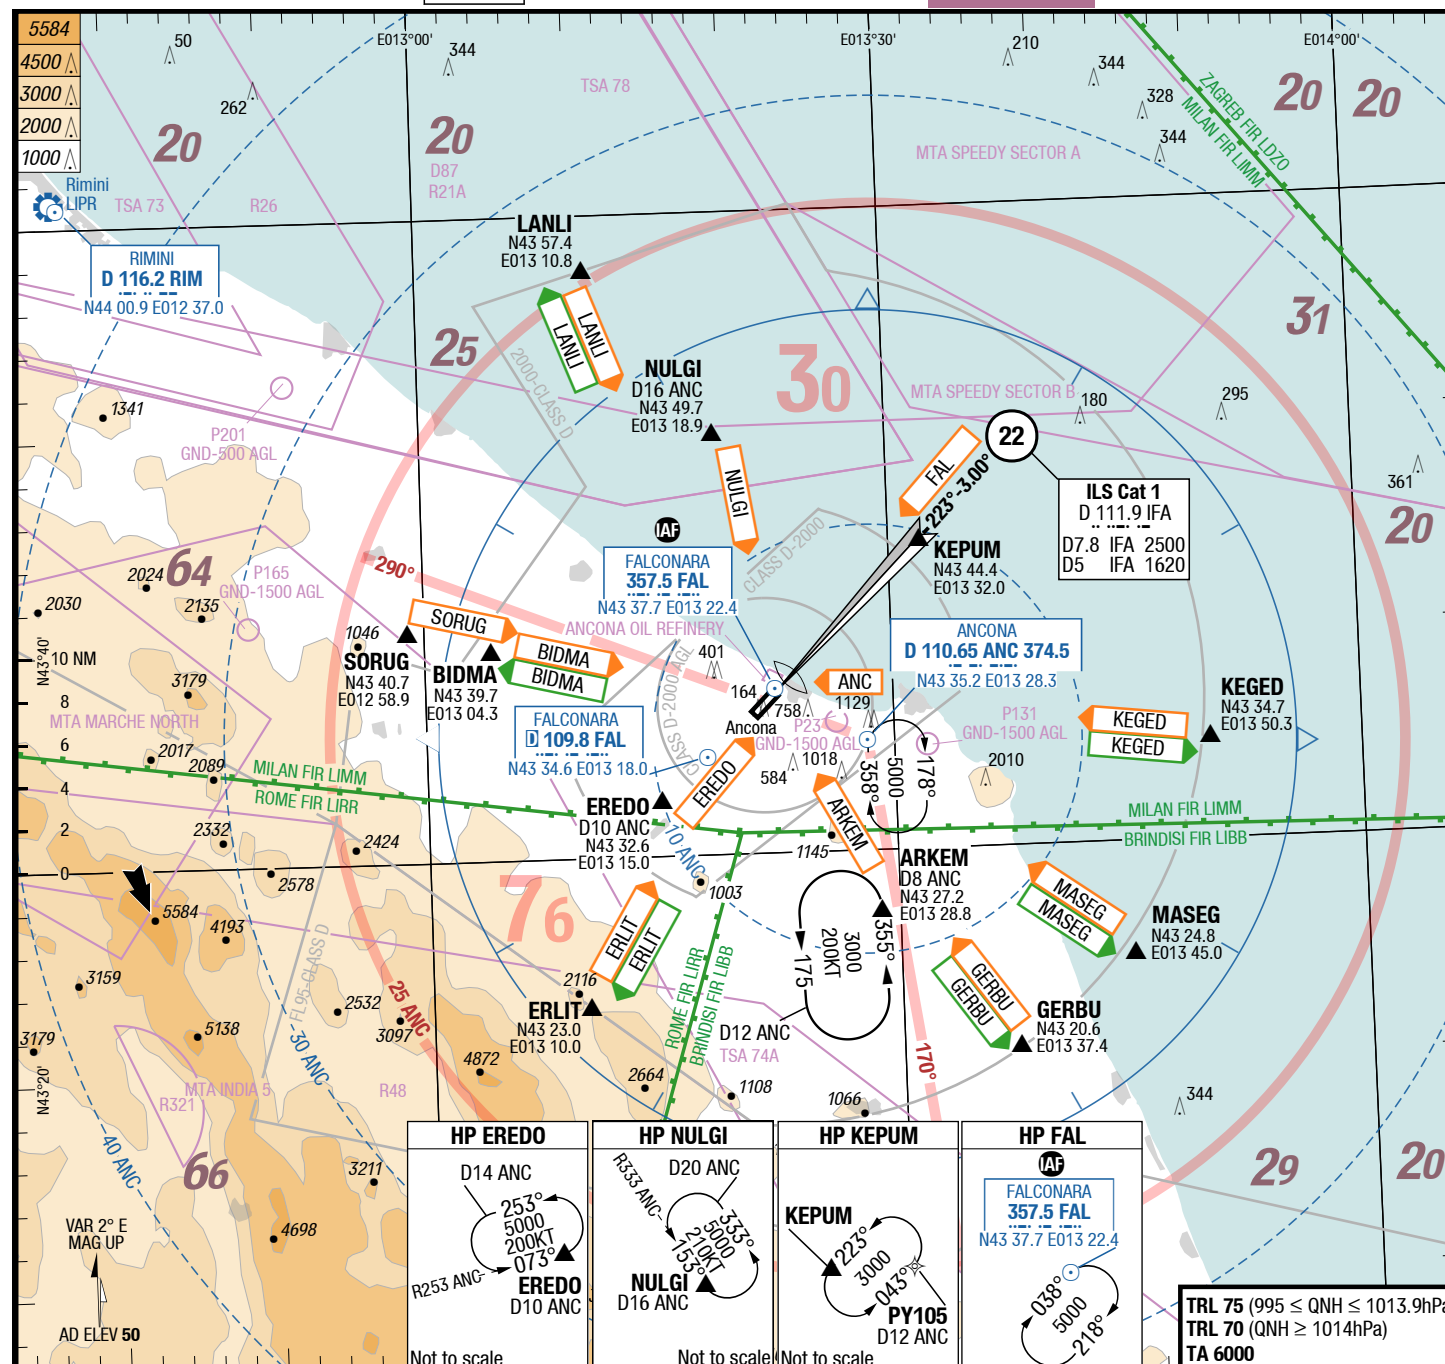 5584
4500
3000
2000
1000
50
262
E013°00'
344
TSA 78
E013°30'
210
344
328
344
E014°00'
ZAGREB FIR LDZO
MILAN FIR LIMM
20
20
20
20
D87
R21A
MTA SPEEDY SECTOR A
Rimini
LIPR
TSA 73
R26
RIMINI
D 116.2 RIM
N44 00.9 E012 37.0
LANLI
N43 57.4
E013 10.8
LANLI
LANLI
25
2000-CLASS D
NULGI
D16 ANC
N43 49.7
E013 18.9
NULGI
30
31
MTA SPEEDY SECTOR B
180
295
361
20
1341
P201
GND-500 AGL
FAL
22
223°-3.00°
ILS Cat 1
D 111.9 IFA
D7.8 IFA 2500
D5 IFA 1620
KEPUM
N43 44.4
E013 32.0
IAF
FALCONARA
357.5 FAL
N43 37.7 E013 22.4
CLASS D-2000
ANCONA OIL REFINERY
64
2024
2030
2135
P165
GND-1500 AGL
290°
1046
SORUG
SORUG
N43 40.7
E012 58.9
BIDMA
BIDMA
BIDMA
N43 39.7
E013 04.3
N43°40'
10 NM
8
6
4
2
0
3179
MTA MARCHE NORTH
2017
2089
401
164
758
Ancona
CLASS D-2000 AGL
ANC
1129
ANCONA
D 110.65 ANC 374.5
N43 35.2 E013 28.3
P23
GND-1500 AGL
1018
584
P131
GND-1500 AGL
2010
KEGED
KEGED
KEGED
N43 34.7
E013 50.3
FALCONARA
D 109.8 FAL
N43 34.6 E013 18.0
EREDO
EREDO
D10 ANC
N43 32.6
E013 15.0
10 ANC
MILAN FIR LIMM
ROME FIR LIRR
358°
5000
178°
MILAN FIR LIMM
BRINDISI FIR LIBB
ARKEM
1145
ARKEM
D8 ANC
N43 27.2
E013 28.8
2332
2424
2578
5584
4193
3159
76
1003
3000
200KT
175
355°
D12 ANC
TSA 74A
MASEG
MASEG
MASEG
N43 24.8
E013 45.0
GERBU
GERBU
GERBU
N43 20.6
E013 37.4
ERLIT
ERLIT
2116
ERLIT
N43 23.0
E013 10.0
ROME FIR LIRR
BRINDISI FIR LIBB
FL95-CLASS D
25 ANC
2532
3097
5138
3179
30 ANC
4872
2664
1108
1066
170°
344
N43°20'
MTA INDIA 5
R321
R48
40 ANC
66
3211
4698
29
20
VAR 2° E
MAG UP
AD ELEV 50
HP EREDO
D14 ANC
253°
5000
200KT
073°
R253 ANC
EREDO
D10 ANC
Not to scale
HP NULGI
R333 ANC
D20 ANC
333°
5000
210KT
153°
NULGI
D16 ANC
Not to scale
HP KEPUM
KEPUM
223°
3000
043°
PY105
D12 ANC
Not to scale
HP FAL
IAF
FALCONARA
357.5 FAL
N43 37.7 E013 22.4
038°
5000
218°
TRL 75 (995 ≤ QNH ≤ 1013.9hPa
TRL 70 (QNH ≥ 1014hPa)
TA 6000